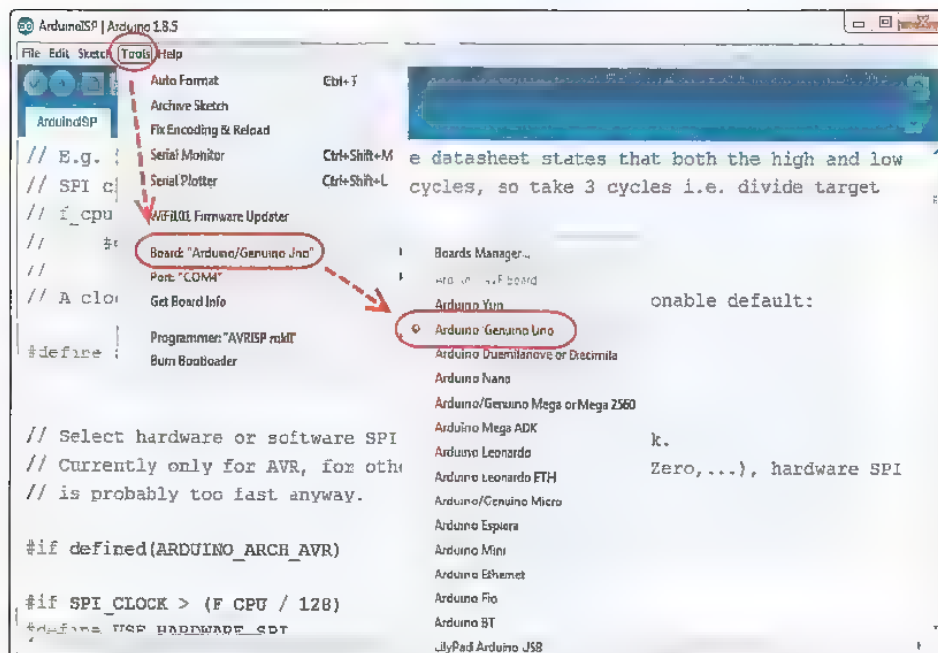 ArduinoISP | Arduino 1.8.5
File Edit Sketch Tools Help
Auto Format Ctrl+T
Archive Sketch
Fix Encoding & Reload
Serial Monitor Ctrl+Shift+M
Serial Plotter Ctrl+Shift+L
WiFi101 Firmware Updater
Board: "Arduino/Genuino Uno"
Port: "COM4"
Get Board Info
Programmer: "AVRISP mkII"
Burn Bootloader
Boards Manager...
Arduino Yun
Arduino/Genuino Uno
Arduino Duemilanove or Diecimila
Arduino Nano
Arduino/Genuino Mega or Mega 2560
Arduino Mega ADK
Arduino Leonardo
Arduino Leonardo ETH
Arduino/Genuino Micro
Arduino Esplora
Arduino Mini
Arduino Ethernet
Arduino Fio
Arduino BT
LilyPad Arduino USB
ArduinoISP
// E.g. e datasheet states that both the high and low
// SPI c cycles, so take 3 cycles i.e. divide target
// f_cpu
//
//
// A clo onable default:
#define
// Select hardware or software SPI k.
// Currently only for AVR, for oth Zero,...), hardware SPI
// is probably too fast anyway.
#if defined(ARDUINO_ARCH_AVR)
#if SPI_CLOCK > (F_CPU / 128)
#define USE_HARDWARE_SPI